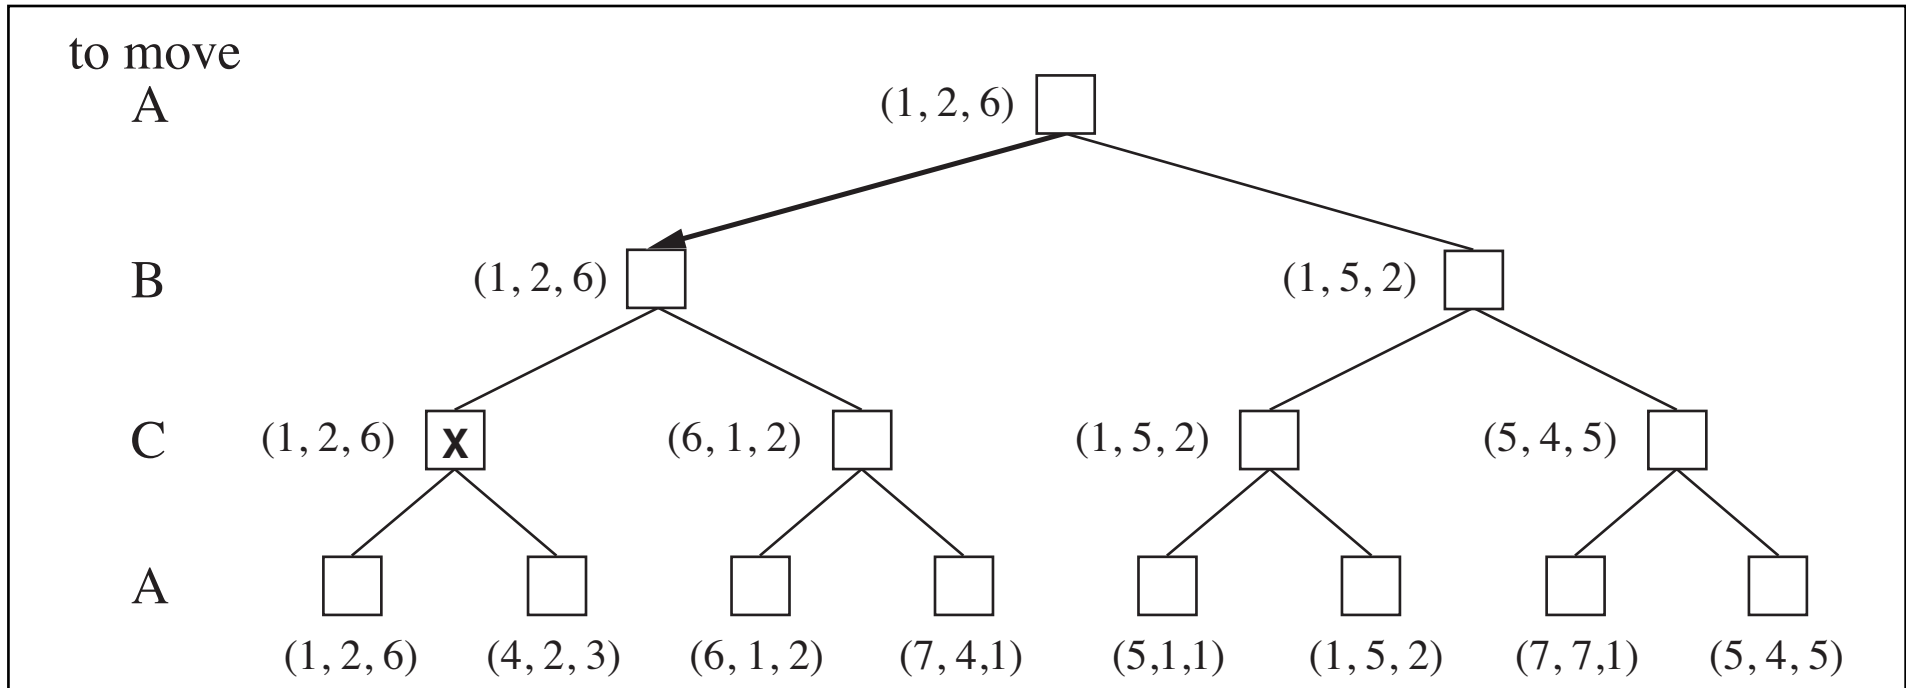 to move
A (1, 2, 6)
B (1, 2, 6) (1, 5, 2)
C (1, 2, 6) X (6, 1, 2) (1, 5, 2) (5, 4, 5)
A
(1, 2, 6) (4, 2, 3) (6, 1, 2) (7, 4,1) (5,1,1) (1, 5, 2) (7, 7,1) (5, 4, 5)